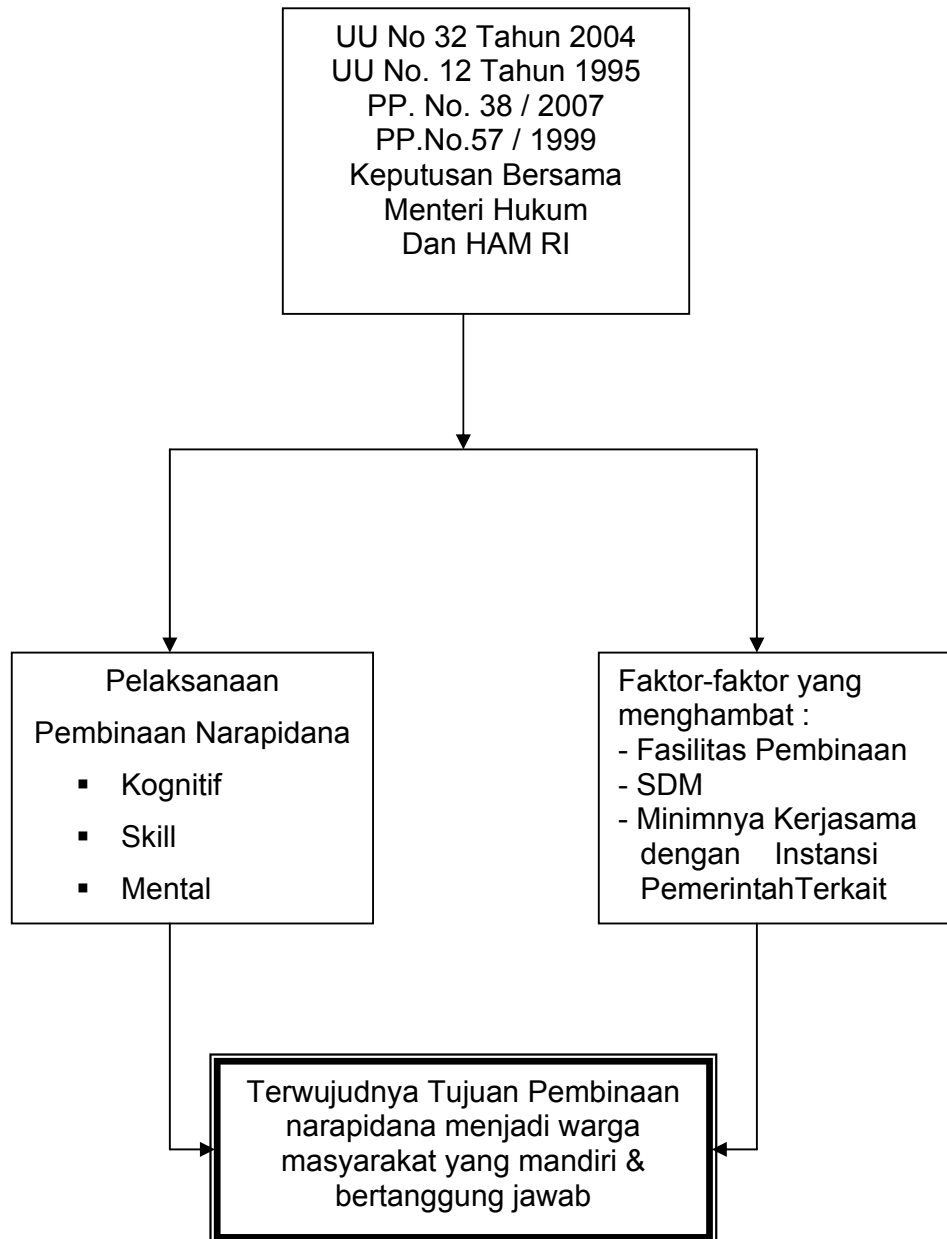 UU No 32 Tahun 2004
UU No. 12 Tahun 1995
PP. No. 38 / 2007
PP.No.57 / 1999
Keputusan Bersama
Menteri Hukum
Dan HAM RI
Pelaksanaan
Pembinaan Narapidana
▪ Kognitif
▪ Skill
▪ Mental
Faktor-faktor yang
menghambat :
- Fasilitas Pembinaan
- SDM
- Minimnya Kerjasama
dengan Instansi
PemerintahTerkait
Terwujudnya Tujuan Pembinaan
narapidana menjadi warga
masyarakat yang mandiri &
bertanggung jawab